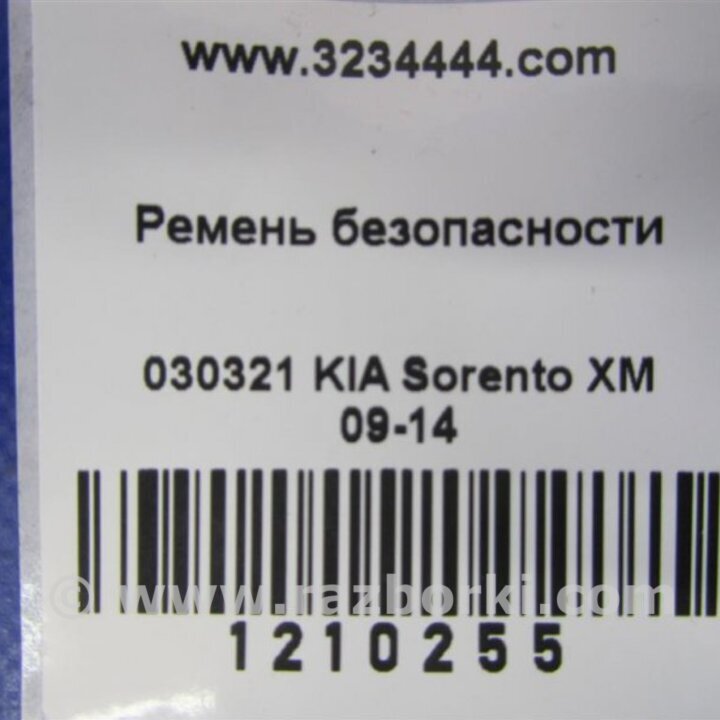 www.3234444.com
Ремень безопасности
030321 KIA Sorento XM
09-14
© www.razborki.com
1210255